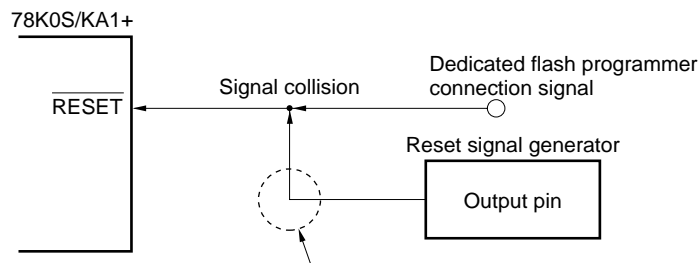 78K0S/KA1+
Dedicated flash programmer
connection signal
Signal collision
RESET
Reset signal generator
Output pin